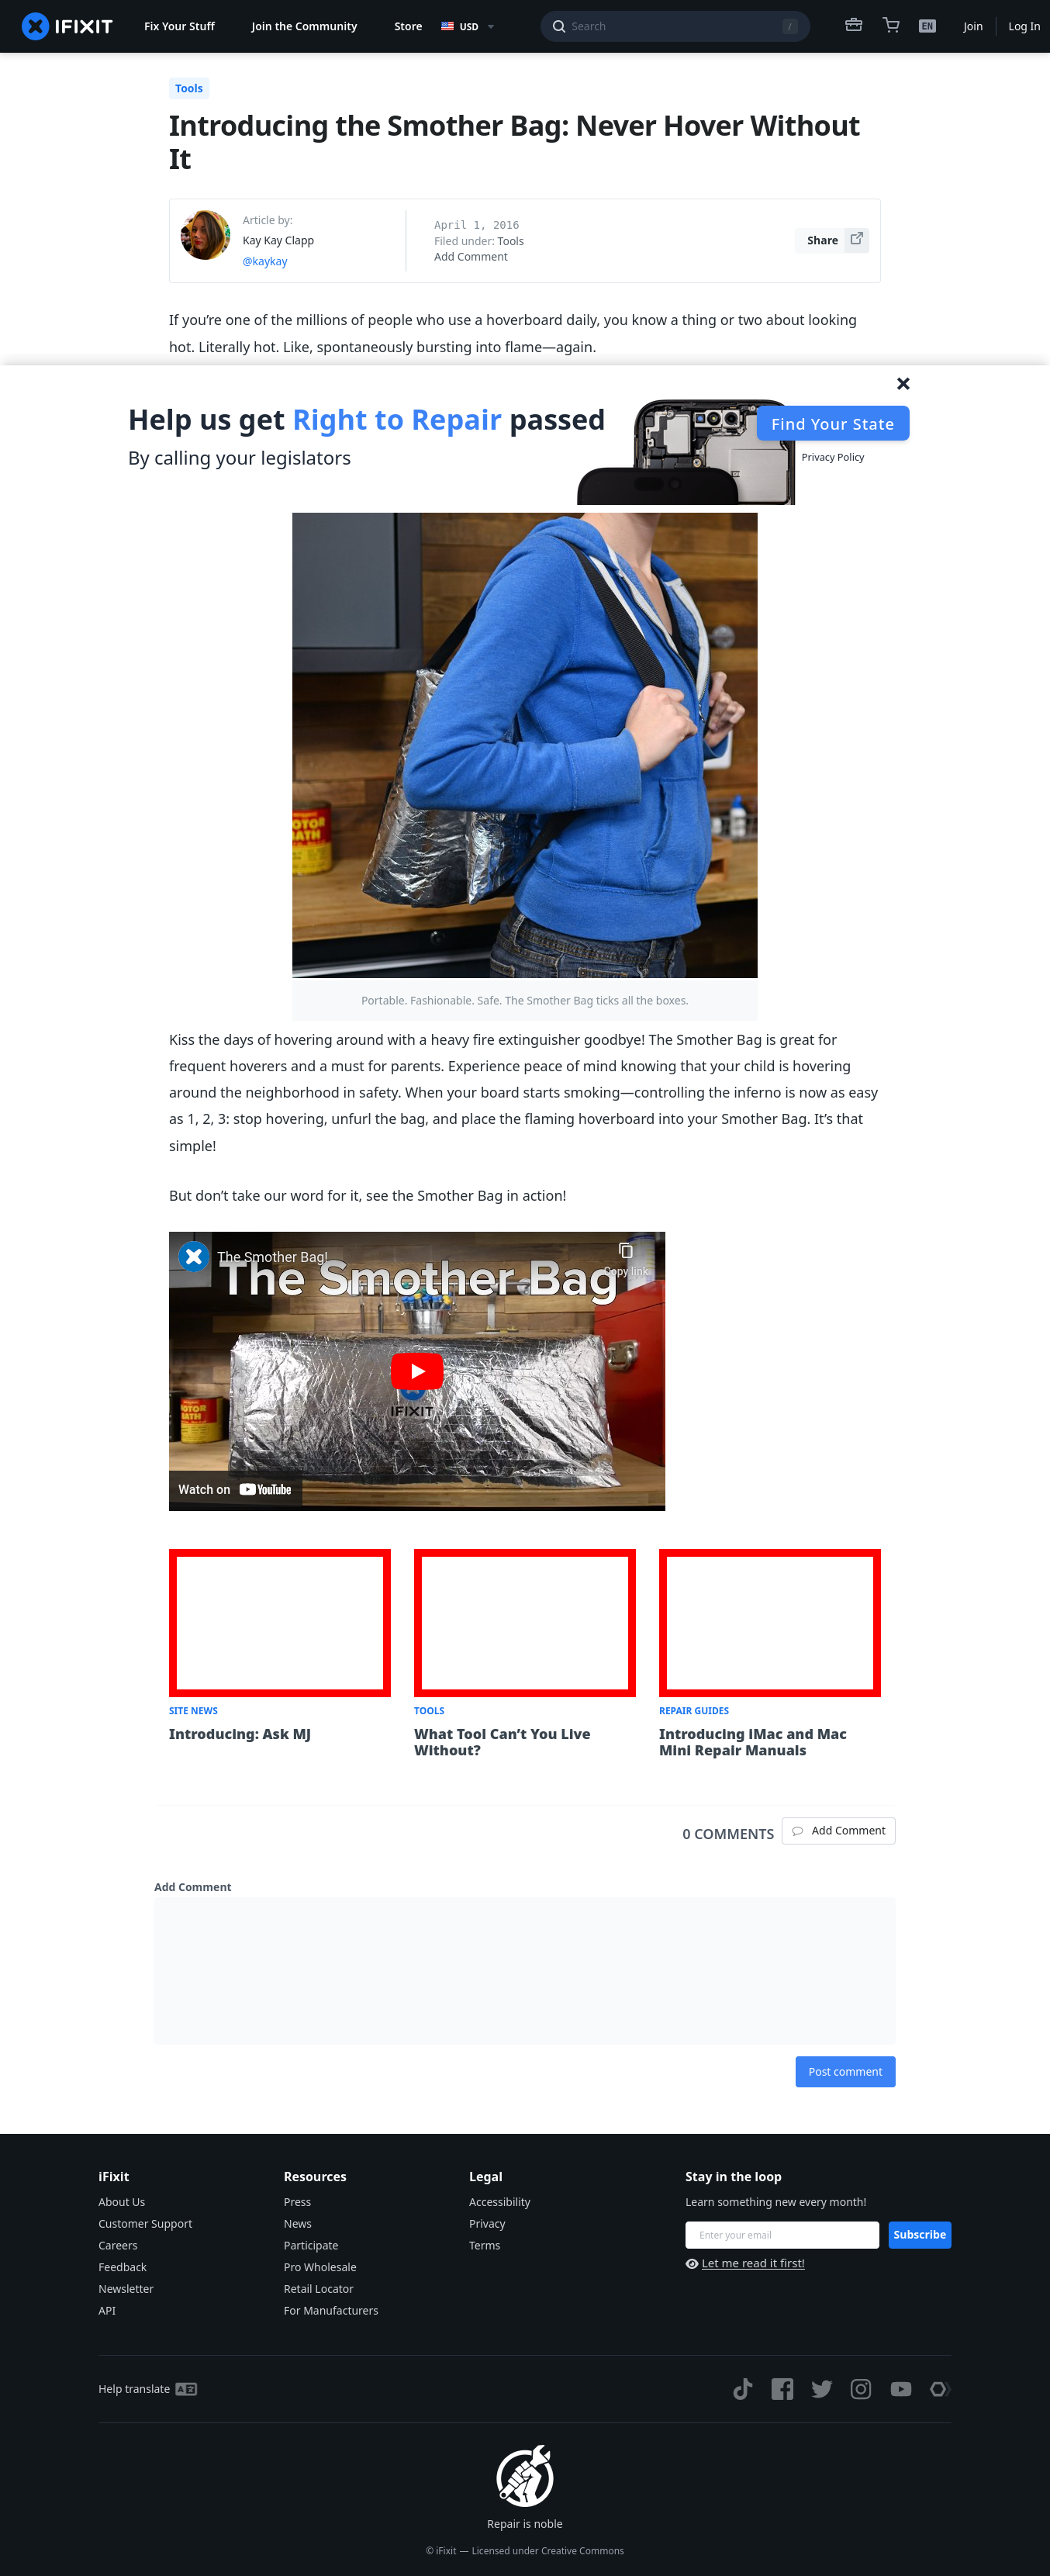 IFIXIT
Fix Your Stuff
Join the Community
Store
USD
Search
/
EN
Join
Log In
Tools
Introducing the Smother Bag: Never Hover Without
It
Article by:
Kay Kay Clapp
@kaykay
April 1, 2016
Filed under: Tools
Add Comment
Share
If you’re one of the millions of people who use a hoverboard daily, you know a thing or two about looking
hot. Literally hot. Like, spontaneously bursting into flame—again.
Help us get Right to Repair passed
By calling your legislators
Find Your State
Privacy Policy
MOTOR
BATH
Portable. Fashionable. Safe. The Smother Bag ticks all the boxes.
Kiss the days of hovering around with a heavy fire extinguisher goodbye! The Smother Bag is great for
frequent hoverers and a must for parents. Experience peace of mind knowing that your child is hovering
around the neighborhood in safety. When your board starts smoking—controlling the inferno is now as easy
as 1, 2, 3: stop hovering, unfurl the bag, and place the flaming hoverboard into your Smother Bag. It’s that
simple!
But don’t take our word for it, see the Smother Bag in action!
The Smother Bag!
Copy link
The Smother Bag
MOTOR
BATH
IFIXIT
Watch on YouTube
SITE NEWS
Introducing: Ask MJ
TOOLS
What Tool Can’t You Live
Without?
REPAIR GUIDES
Introducing iMac and Mac
Mini Repair Manuals
0 COMMENTS
Add Comment
Add Comment
Post comment
iFixit
About Us
Customer Support
Careers
Feedback
Newsletter
API
Resources
Press
News
Participate
Pro Wholesale
Retail Locator
For Manufacturers
Legal
Accessibility
Privacy
Terms
Stay in the loop
Learn something new every month!
Enter your email
Subscribe
Let me read it first!
Help translate
Repair is noble
© iFixit — Licensed under Creative Commons